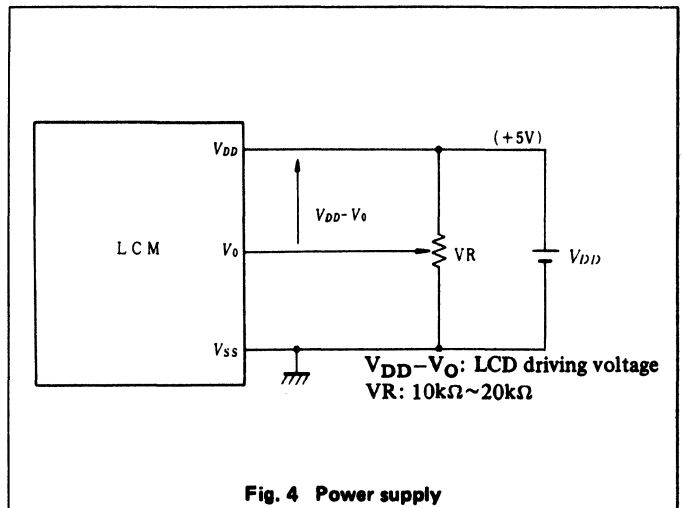 (+5V)
VDD
VDD-V0
LCM
V0
VR
VDD
VSS
VDD-VO: LCD driving voltage
VR: 10kΩ~20kΩ
Fig. 4 Power supply